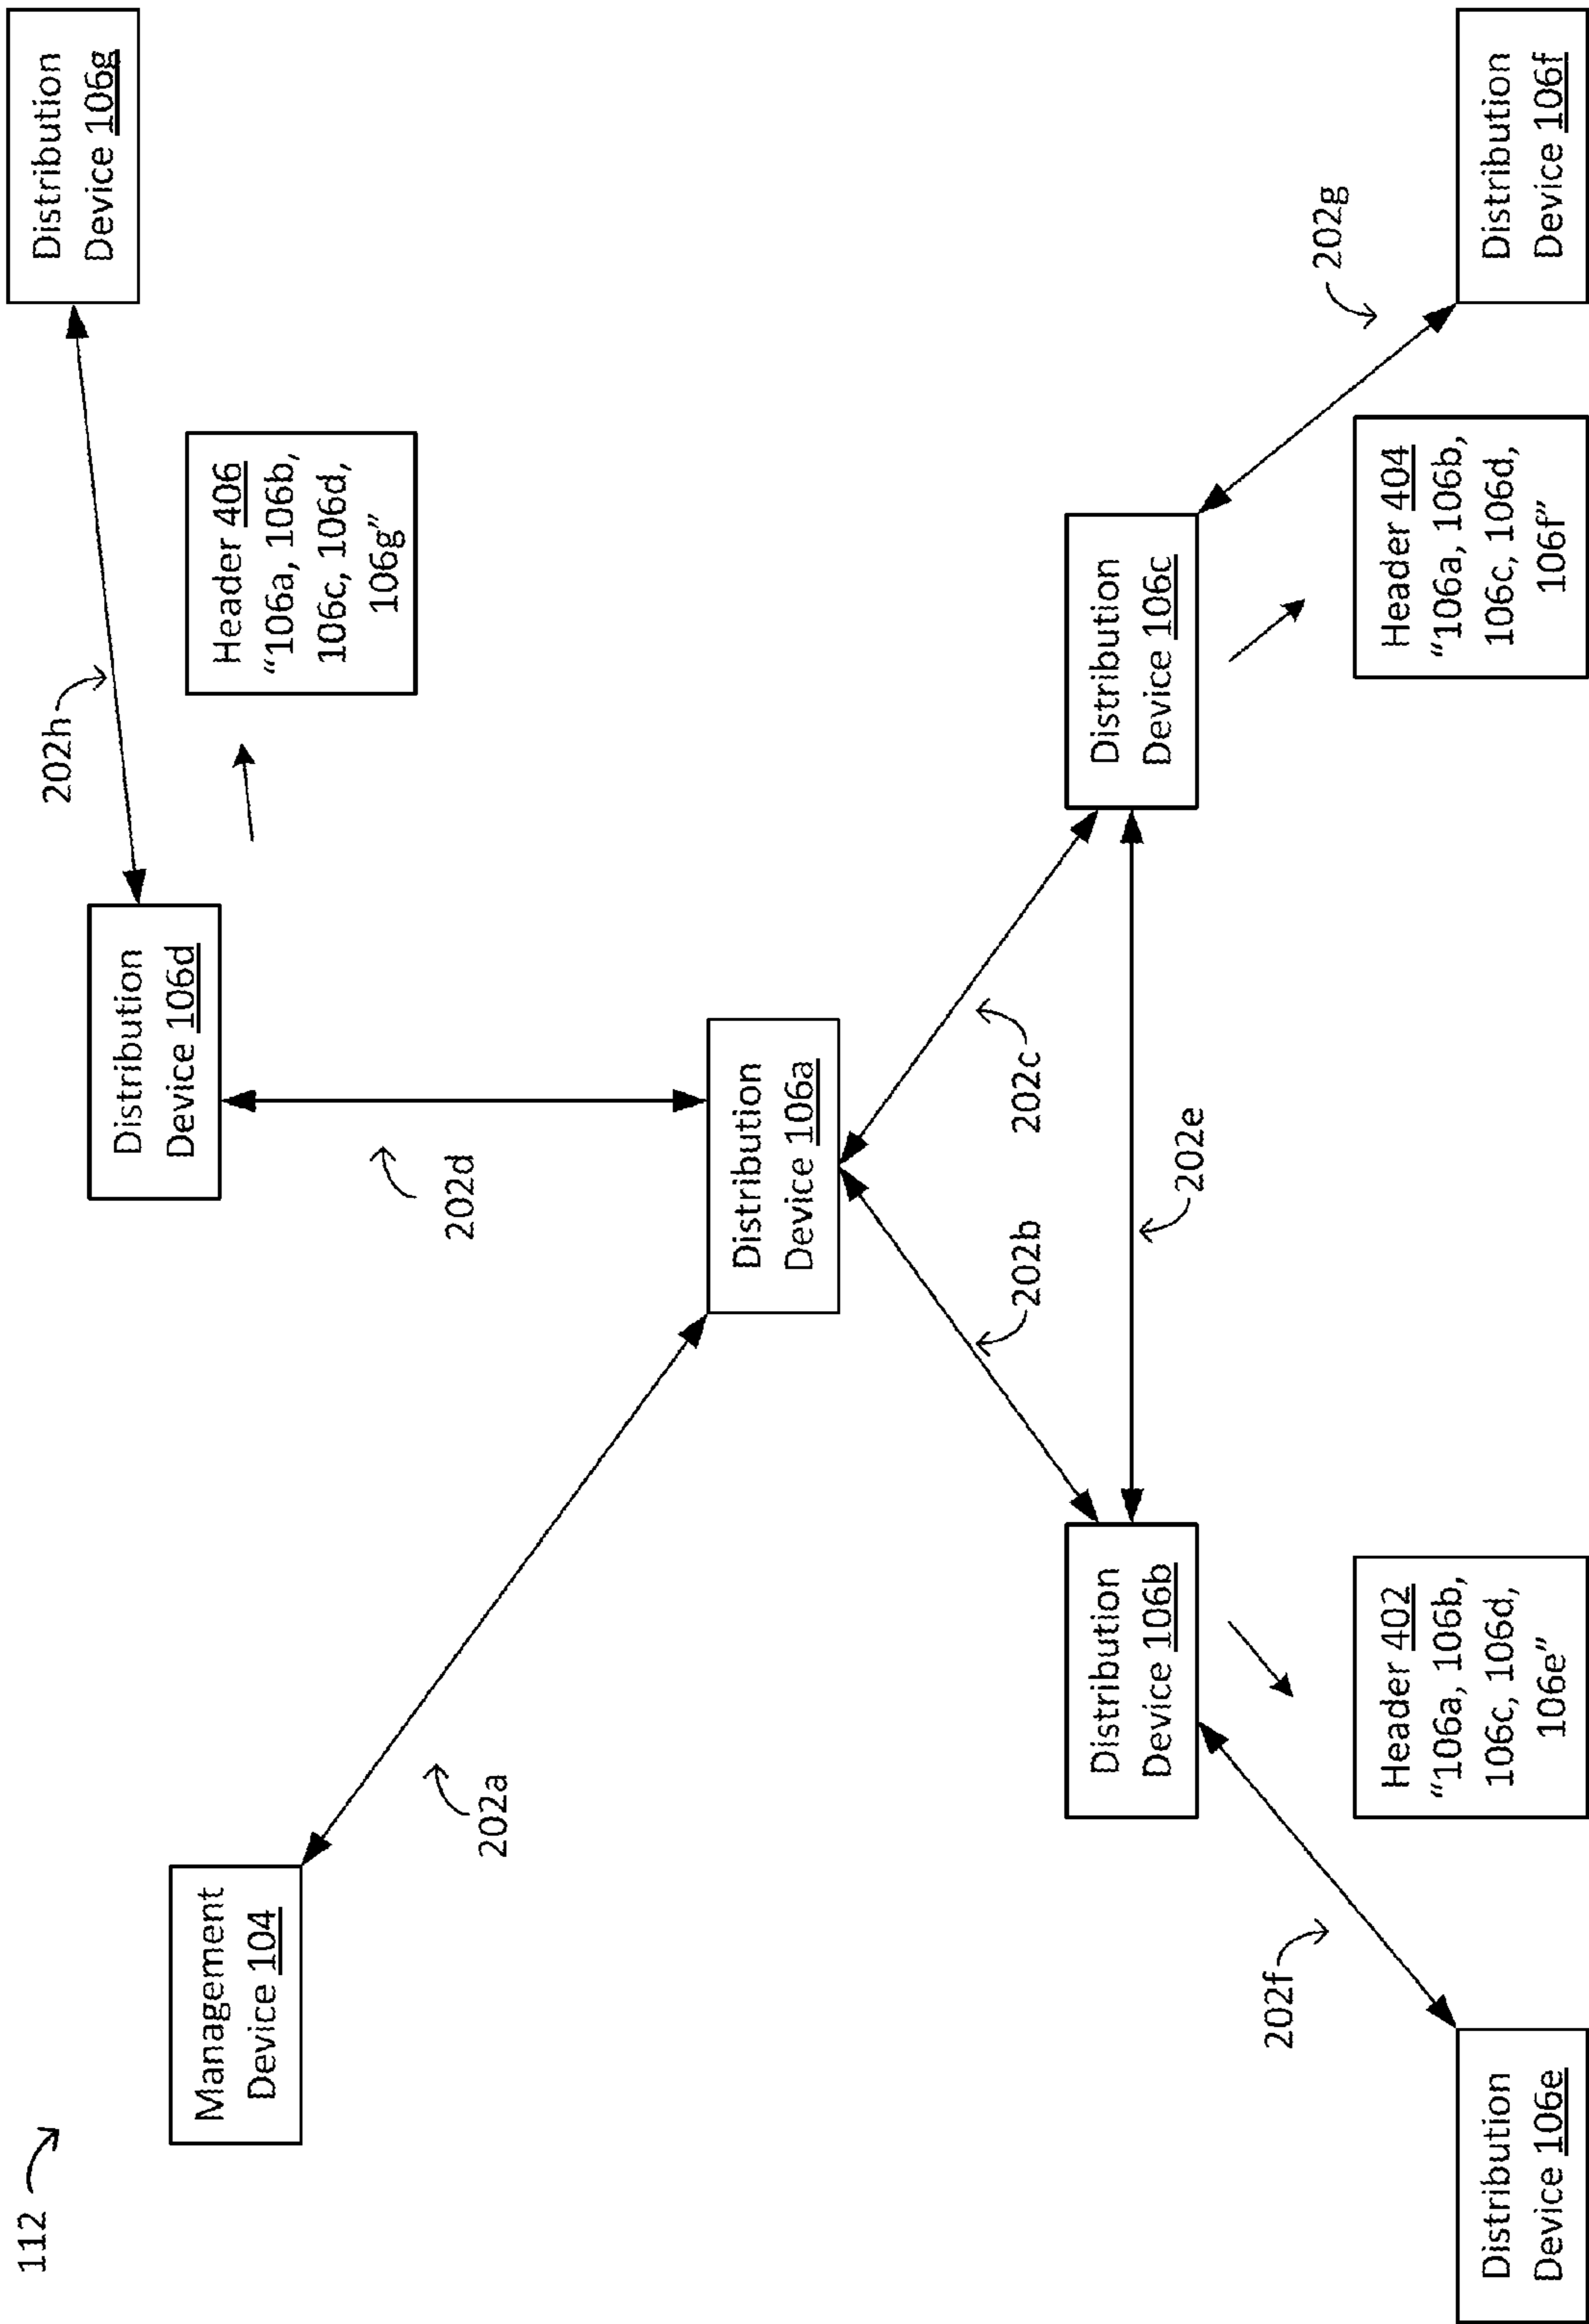 112
Management
Device 104
202a
Distribution
Device 106d
202h
Distribution
Device 106g
202d
Header 406
“106a, 106b,
106c, 106d,
106g”
Distribution
Device 106a
202b
202c
Distribution
Device 106b
202e
Distribution
Device 106c
202f
202g
Header 402
“106a, 106b,
106c, 106d,
106e”
Header 404
“106a, 106b,
106c, 106d,
106f”
Distribution
Device 106e
Distribution
Device 106f